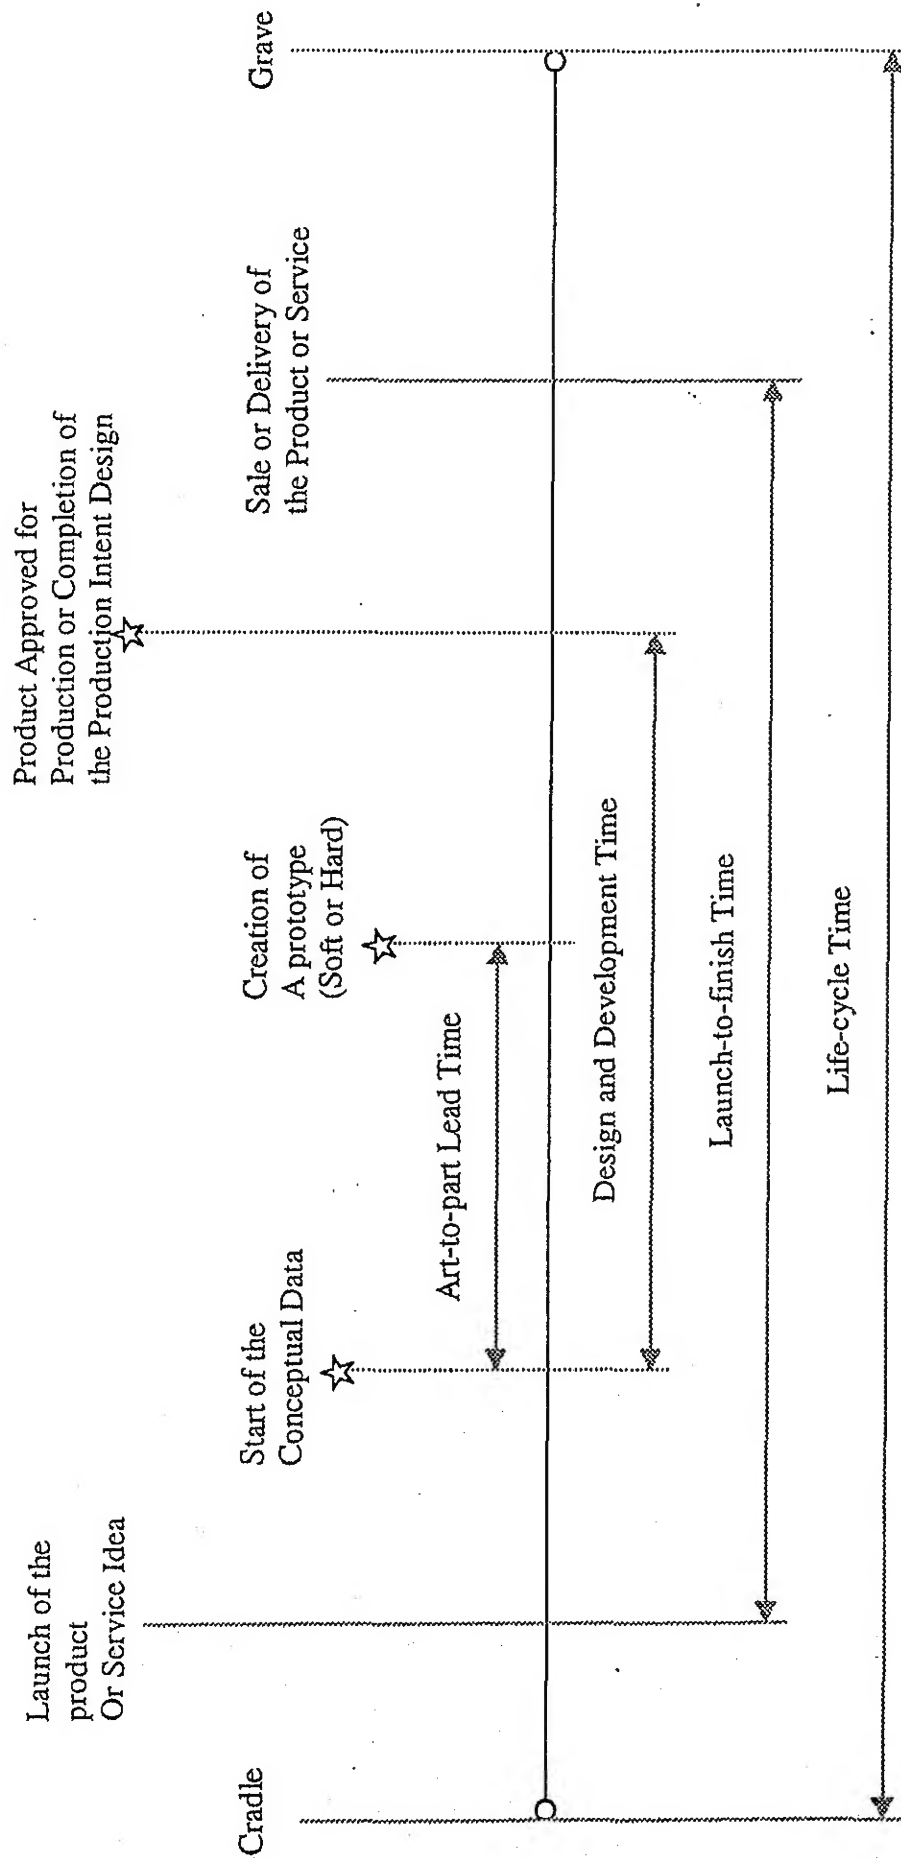 Cradle
Launch of the
product
Or Service Idea
Start of the
Conceptual Data
Creation of
A prototype
(Soft or Hard)
Product Approved for
Production or Completion of
the Production Intent Design
Sale or Delivery of
the Product or Service
Grave
Art-to-part Lead Time
Design and Development Time
Launch-to-finish Time
Life-cycle Time